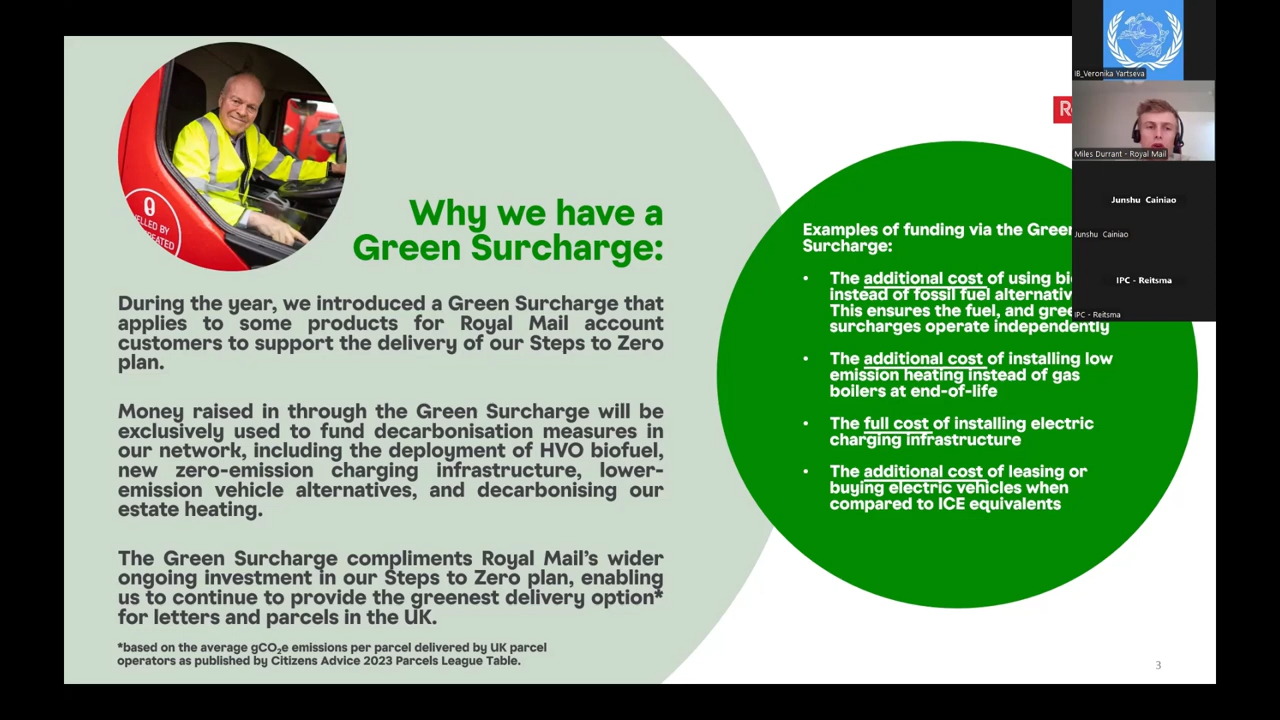 Why we have a
Green Surcharge:
During the year, we introduced a Green Surcharge that
applies to some products for Royal Mail account
customers to support the delivery of our Steps to Zero
plan.
Money raised in through the Green Surcharge will be
exclusively used to fund decarbonisation measures in
our network, including the deployment of HVO biofuel,
new zero-emission charging infrastructure, lower-
emission vehicle alternatives, and decarbonising our
estate heating.
The Green Surcharge compliments Royal Mail's wider
ongoing investment in our Steps to Zero plan, enabling
us to continue to provide the greenest delivery option*
for letters and parcels in the UK.
*based on the average gCO₂e emissions per parcel delivered by UK parcel
operators as published by Citizens Advice 2023 Parcels League Table.
Examples of funding via the Green
Surcharge:
• The additional cost of using
instead of fossil fuel
This ensures the fuel, and
surcharges operate independently
• The additional cost of installing low
emission heating instead of gas
boilers at end-of-life
• The full cost of installing electric
charging infrastructure
• The additional cost of leasing or
buying electric vehicles when
compared to ICE equivalents
3
IB_Veronika Yartseva
Miles Durrant - Royal Mail
Junshu Cainiao
Junshu Cainiao
IPC - Reitsma
IPC - Reitsma